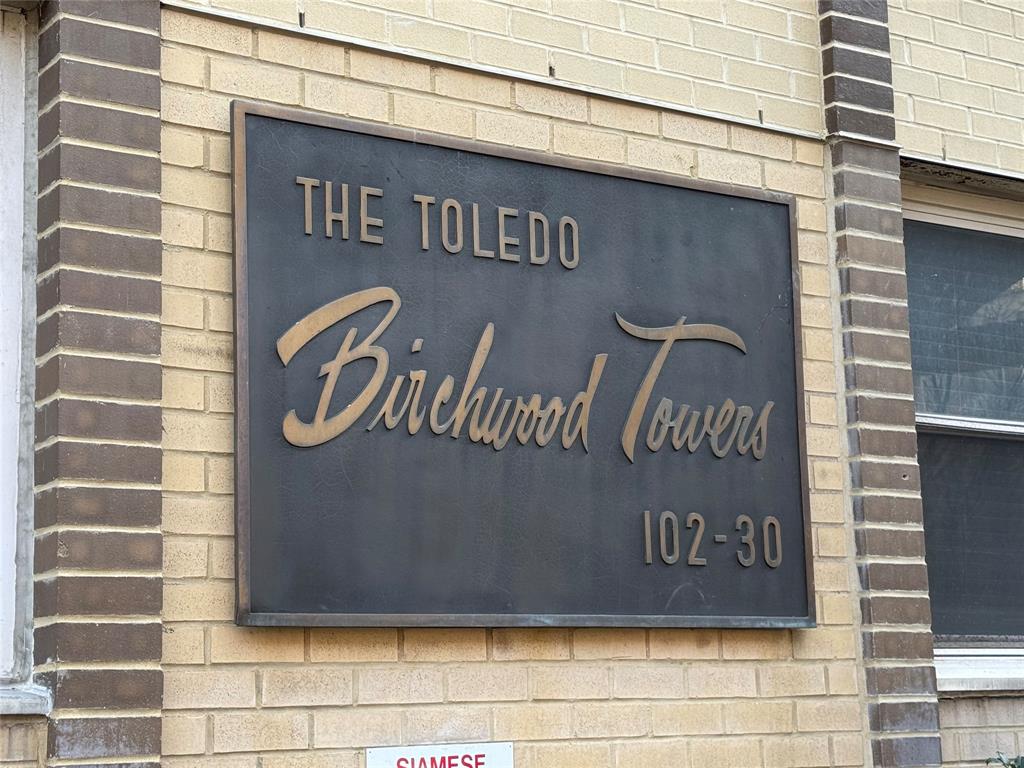 THE TOLEDO
Birchwood Towers
102-30
SIAMESE